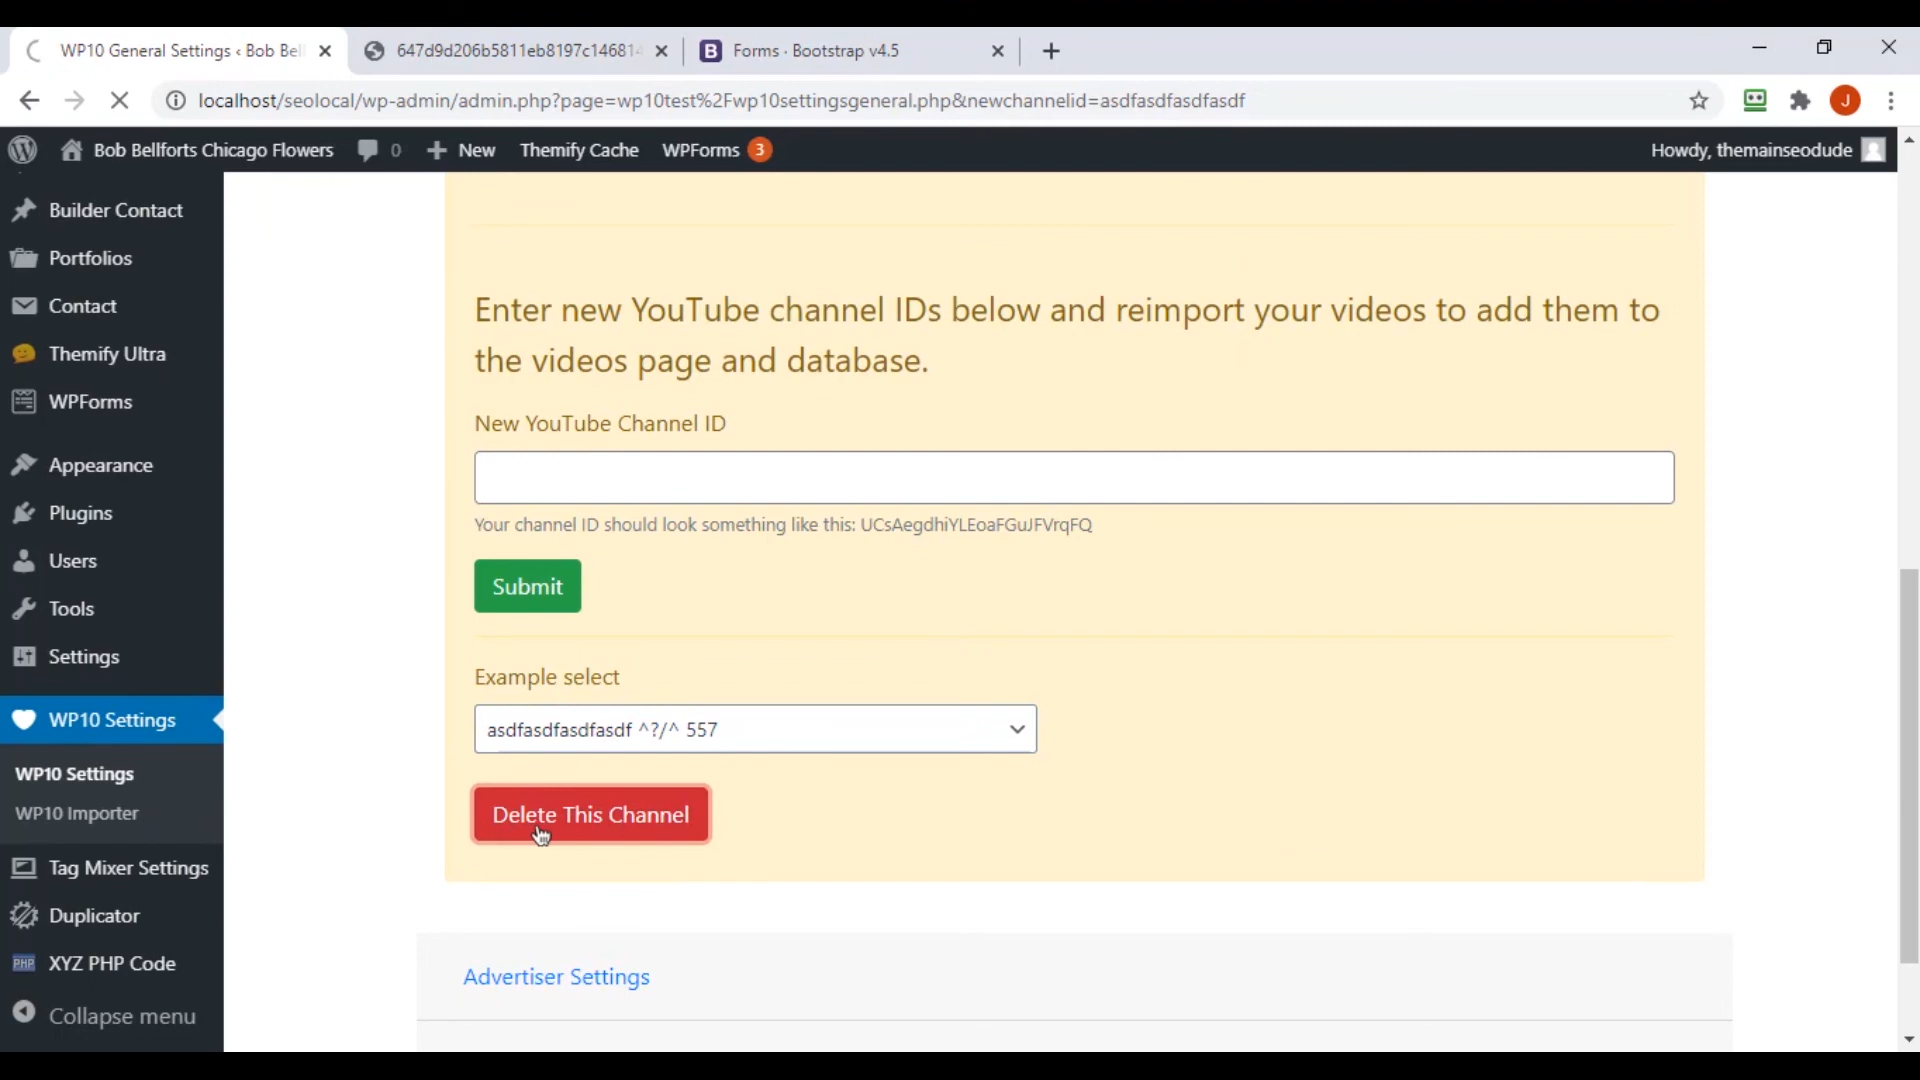 WP10 General Settings ‹ Bob Bell
647d9d206b5811eb8197c14681
Forms · Bootstrap v4.5
localhost/seolocal/wp-admin/admin.php?page=wp10test%2Fwp10settingsgeneral.php&newchannelid=asdfasdfasdfasdf
J
Bob Bellforts Chicago Flowers
0
New
Themify Cache
WPForms 3
Howdy, themainseodude
Builder Contact
Portfolios
Contact
Themify Ultra
WPForms
Appearance
Plugins
Users
Tools
Settings
WP10 Settings
WP10 Settings
WP10 Importer
Tag Mixer Settings
Duplicator
PHP XYZ PHP Code
Collapse menu
Enter new YouTube channel IDs below and reimport your videos to add them to
the videos page and database.
New YouTube Channel ID
Your channel ID should look something like this: UCsAegdhiYLEoaFGuJFVrqFQ
Submit
Example select
asdfasdfasdfasdf ^?/^ 557
Delete This Channel
Advertiser Settings